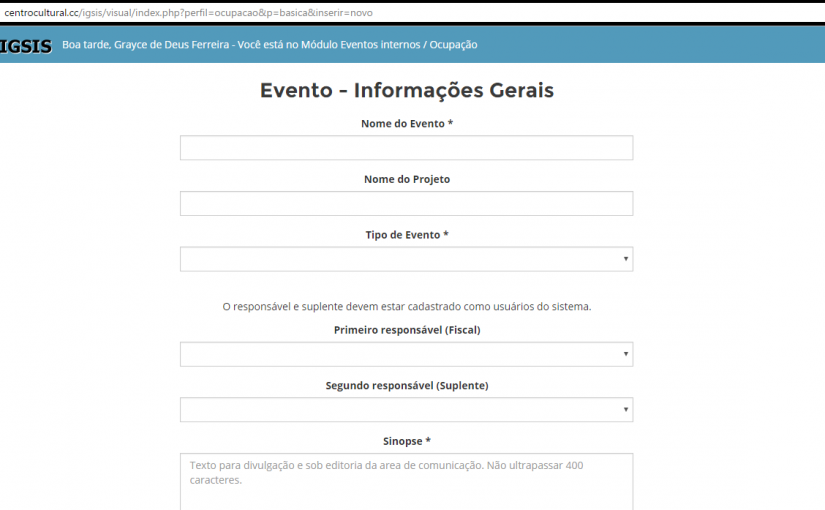 centrocultural.cc/igsis/visual/index.php?perfil=ocupacao&p=basica&inserir=novo
IGSIS Boa tarde, Grayce de Deus Ferreira - Você está no Módulo Eventos internos / Ocupação
Evento - Informações Gerais
Nome do Evento *
Nome do Projeto
Tipo de Evento *
O responsável e suplente devem estar cadastrado como usuários do sistema.
Primeiro responsável (Fiscal)
Segundo responsável (Suplente)
Sinopse *
Texto para divulgação e sob editoria da area de comunicação. Não ultrapassar 400
caracteres.